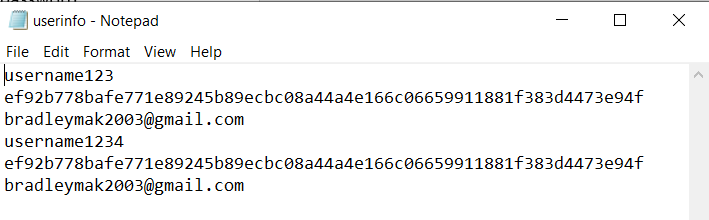 userinfo - Notepad
File Edit Format View Help
username123
ef92b778bafe771e89245b89ecbc08a44a4e166c06659911881f383d4473e94f
bradleymak2003@gmail.com
username1234
ef92b778bafe771e89245b89ecbc08a44a4e166c06659911881f383d4473e94f
bradleymak2003@gmail.com